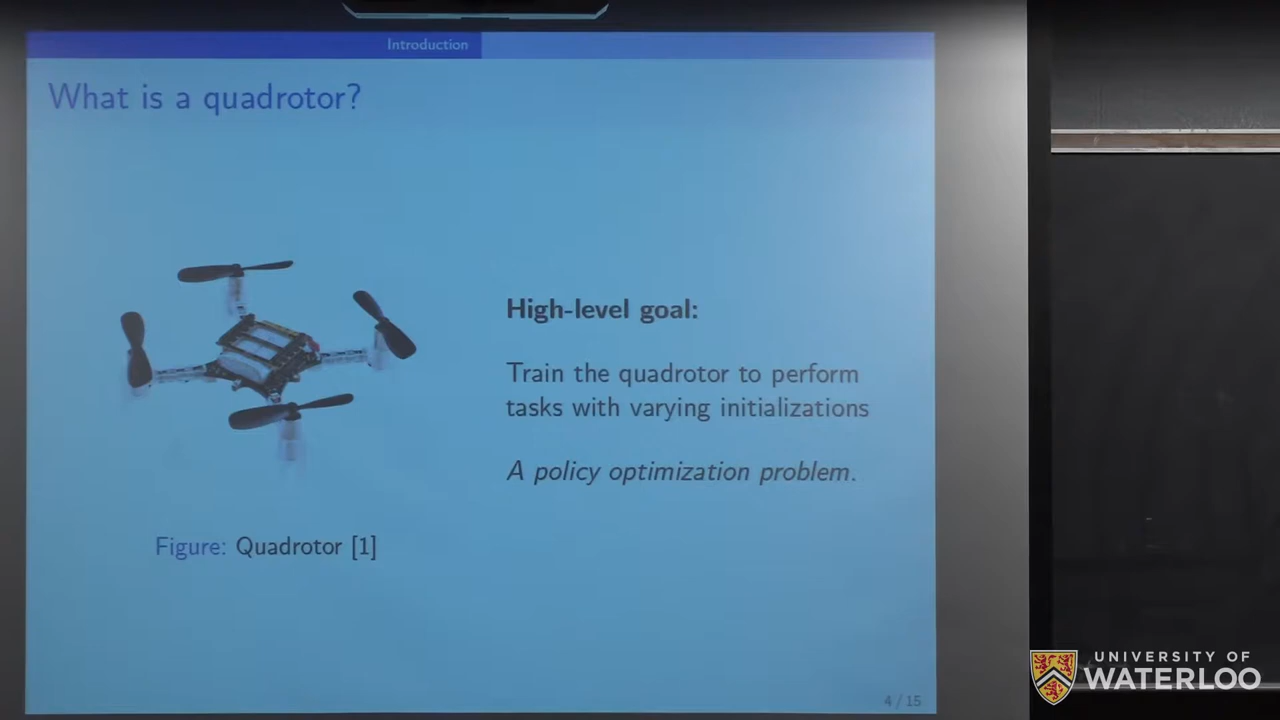 Introduction
What is a quadrotor?
High-level goal:
Train the quadrotor to perform
tasks with varying initializations
A policy optimization problem.
Figure: Quadrotor [1]
4 / 15
UNIVERSITY OF
WATERLOO